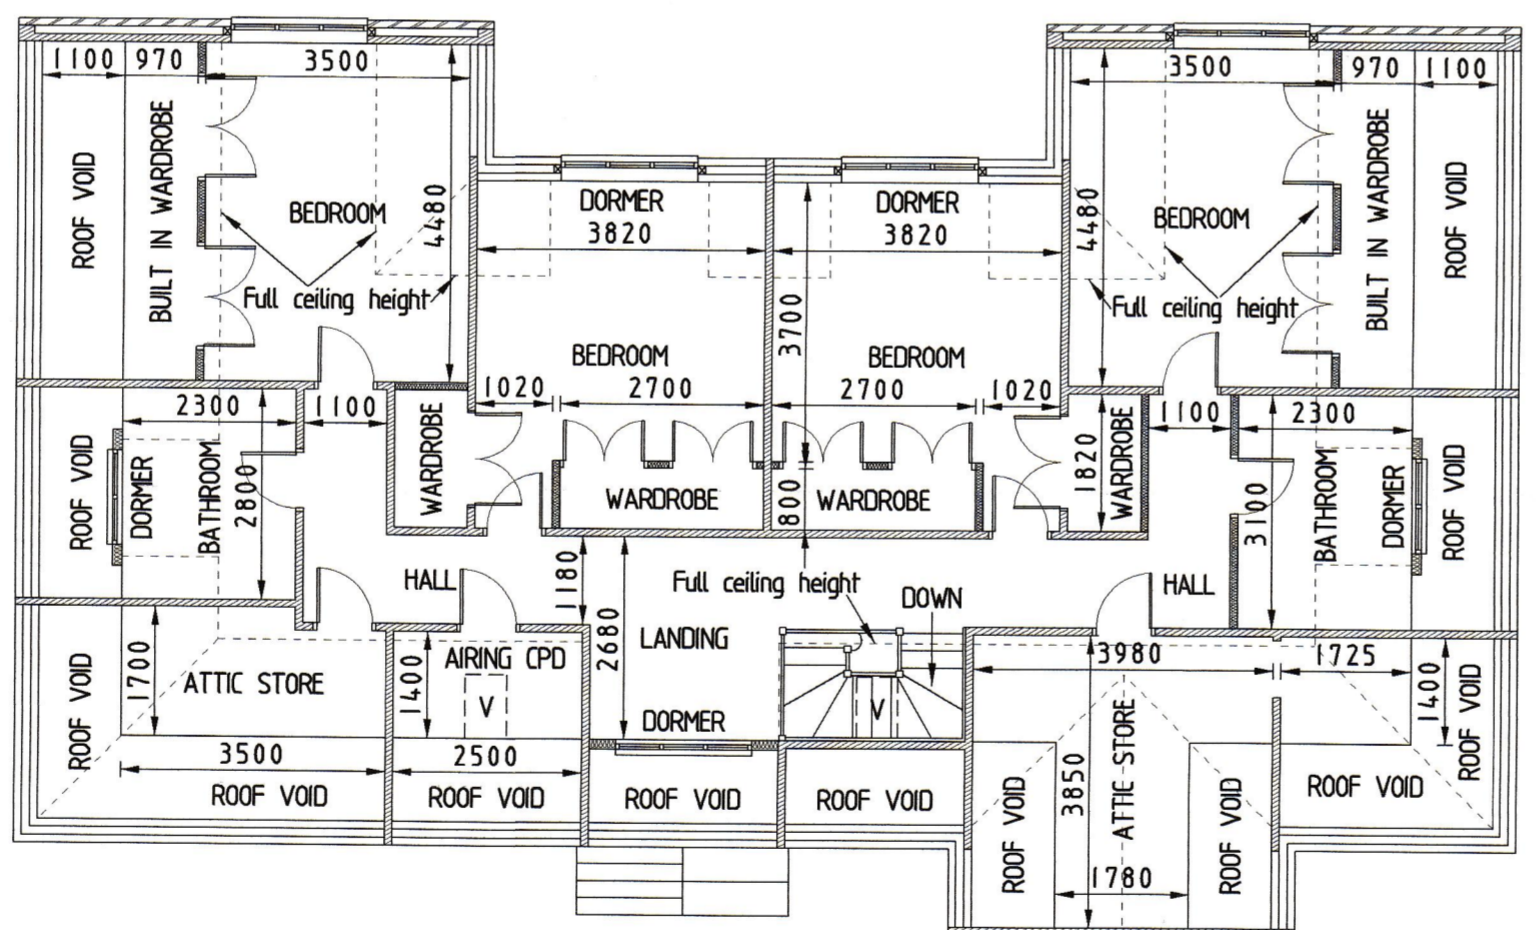 1100
970
3500
3500
970
1100
ROOF VOID
BUILT IN WARDROBE
BEDROOM
4480
DORMER
3820
DORMER
3820
4480
BEDROOM
BUILT IN WARDROBE
ROOF VOID
Full ceiling height
3700
Full ceiling height
BEDROOM
BEDROOM
1020
2700
2700
1020
2300
1100
1100
2300
ROOF VOID
DORMER
BATHROOM
2800
WARDROBE
WARDROBE
800
WARDROBE
1820
WARDROBE
3100
BATHROOM
DORMER
ROOF VOID
HALL
1180
Full ceiling height
DOWN
HALL
2680
LANDING
1700
ATTIC STORE
AIRING CPD
1400
V
3980
1725
1400
ROOF VOID
DORMER
V
ROOF VOID
3500
2500
ATTIC STORE
3850
ROOF VOID
ROOF VOID
ROOF VOID
ROOF VOID
ROOF VOID
ROOF VOID
ROOF VOID
1780